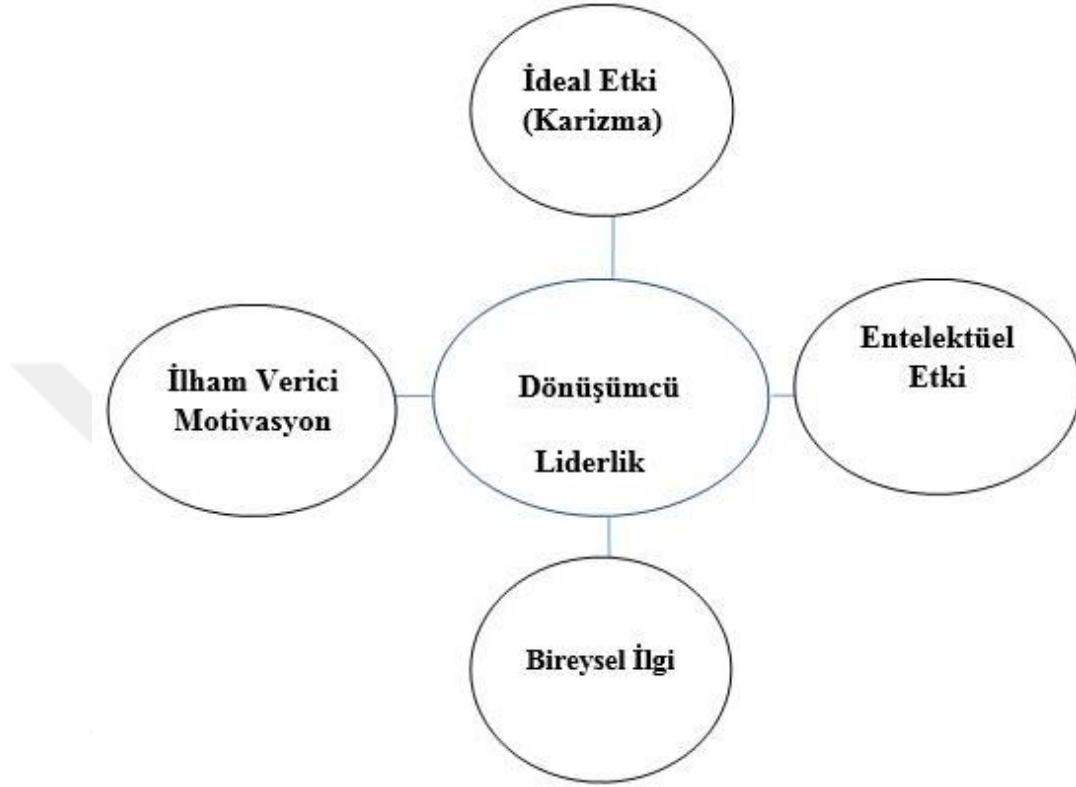 İdeal Etki
(Karizma)
Entelektüel
Etki
İlham Verici
Motivasyon
Dönüşümcü
Liderlik
Bireysel İlgi